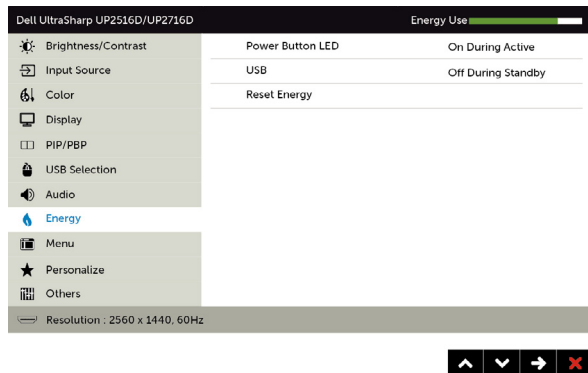 Dell UltraSharp UP2516D/UP2716D
Energy Use
Brightness/Contrast
Power Button LED
On During Active
Input Source
USB
Off During Standby
Color
Reset Energy
Display
PIP/PBP
USB Selection
Audio
Energy
Menu
Personalize
Others
Resolution : 2560 x 1440, 60Hz